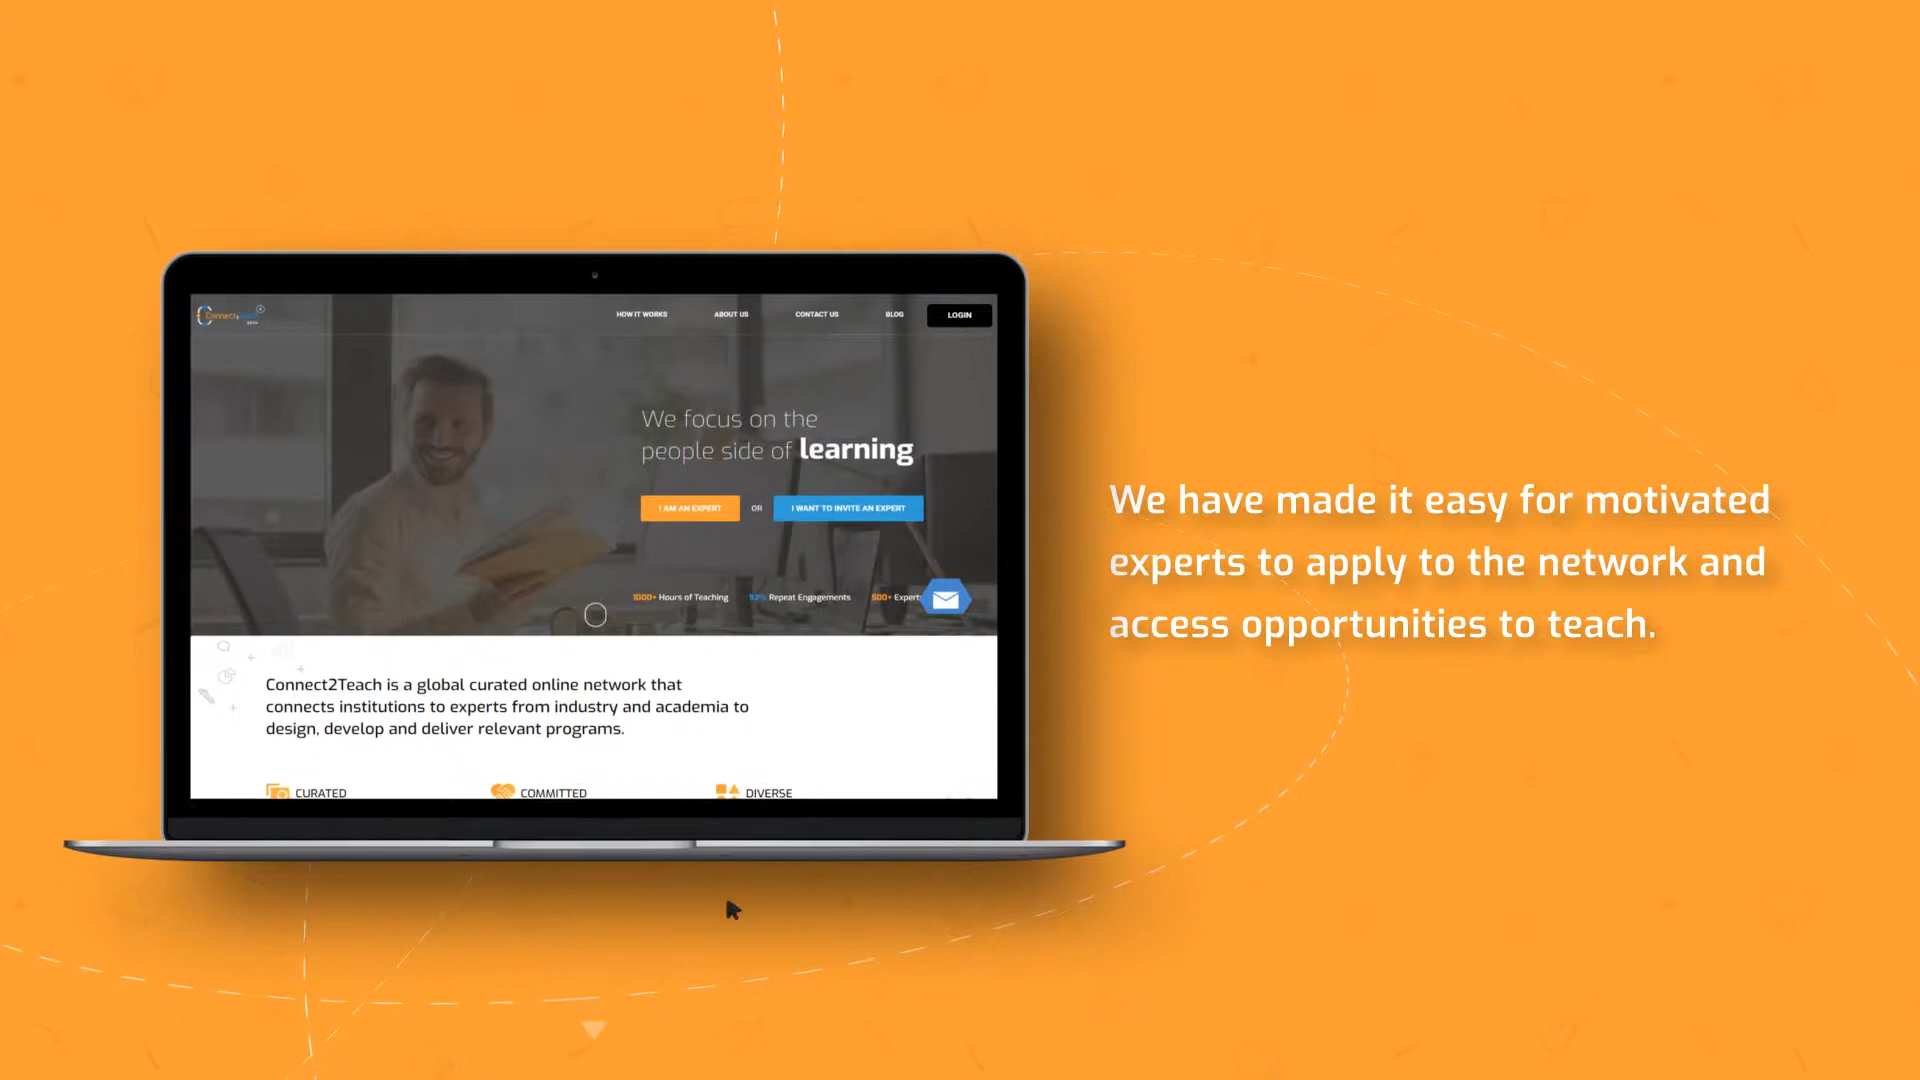 Connect2Teach
BETA
HOW IT WORKS
ABOUT US
CONTACT US
BLOG
LOGIN
We focus on the
people side of learning
I AM AN EXPERT
OR
I WANT TO INVITE AN EXPERT
1000+ Hours of Teaching
Repeat Engagements
500+ Experts
Connect2Teach is a global curated online network that
connects institutions to experts from industry and academia to
design, develop and deliver relevant programs.
CURATED
COMMITTED
DIVERSE
We have made it easy for motivated
experts to apply to the network and
access opportunities to teach.